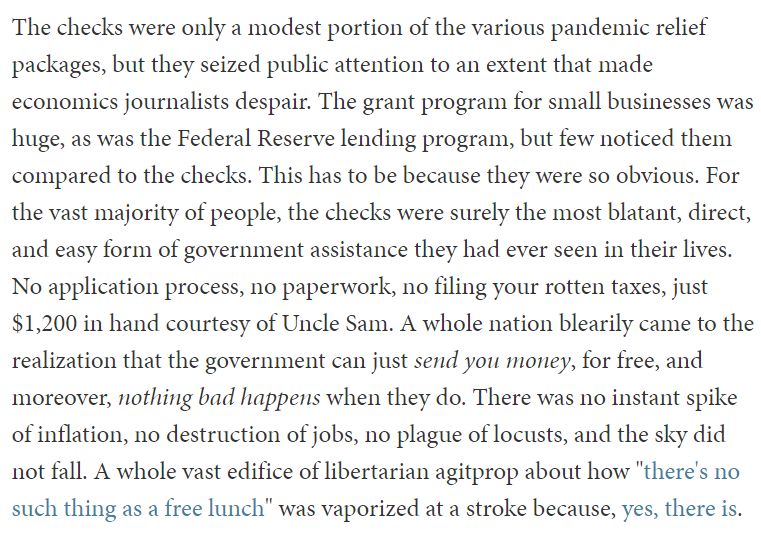 The checks were only a modest portion of the various pandemic relief
packages, but they seized public attention to an extent that made
economics journalists despair. The grant program for small businesses was
huge, as was the Federal Reserve lending program, but few noticed them
compared to the checks. This has to be because they were so obvious. For
the vast majority of people, the checks were surely the most blatant, direct,
and easy form of government assistance they had ever seen in their lives.
No application process, no paperwork, no filing your rotten taxes, just
$1,200 in hand courtesy of Uncle Sam. A whole nation blearily came to the
realization that the government can just send you money, for free, and
moreover, nothing bad happens when they do. There was no instant spike
of inflation, no destruction of jobs, no plague of locusts, and the sky did
not fall. A whole vast edifice of libertarian agitprop about how "there's no
such thing as a free lunch" was vaporized at a stroke because, yes, there is.